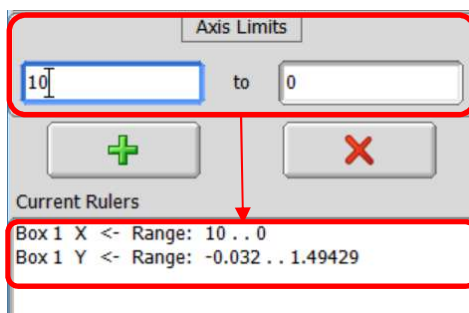 Axis Limits
10 to 0
Current Rulers
Box 1 X <- Range: 10 . . 0
Box 1 Y <- Range: -0.032 . . 1.49429